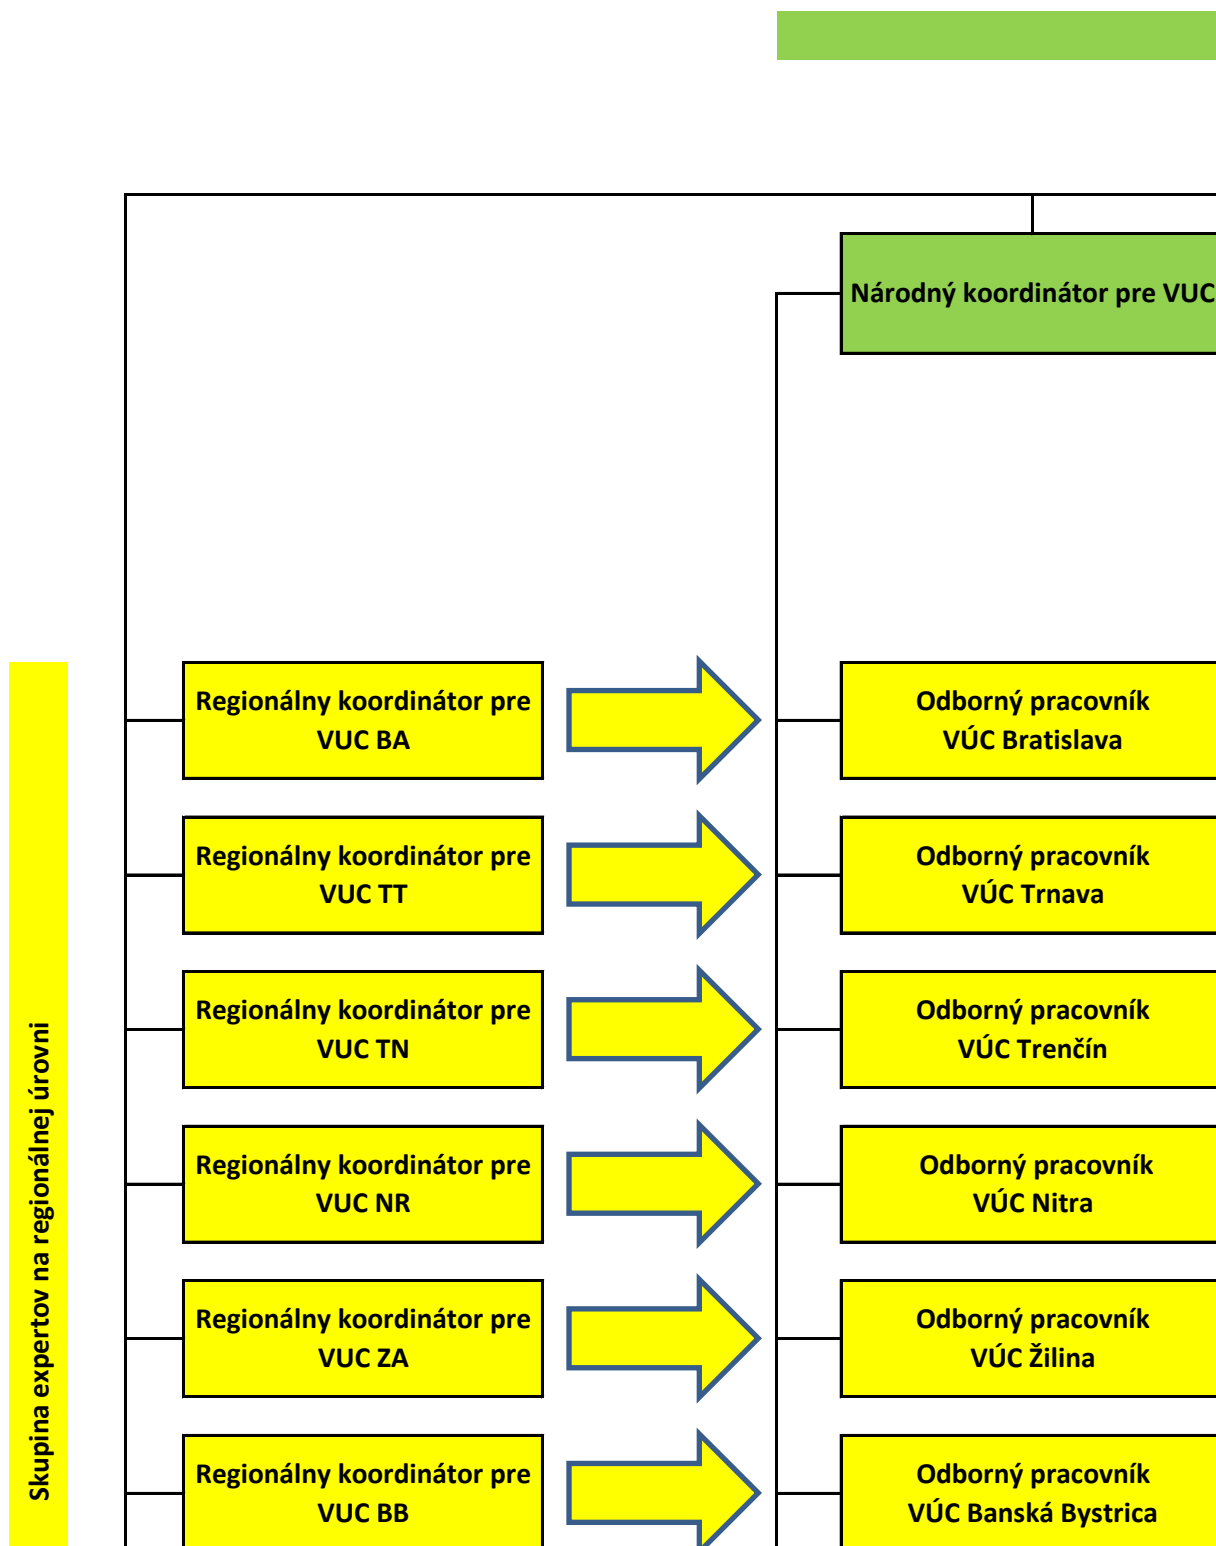 Národný koordinátor pre VUC
Skupina expertov na regionálnej úrovni
Regionálny koordinátor pre
VUC BA
Odborný pracovník
VÚC Bratislava
Regionálny koordinátor pre
VUC TT
Odborný pracovník
VÚC Trnava
Regionálny koordinátor pre
VUC TN
Odborný pracovník
VÚC Trenčín
Regionálny koordinátor pre
VUC NR
Odborný pracovník
VÚC Nitra
Regionálny koordinátor pre
VUC ZA
Odborný pracovník
VÚC Žilina
Regionálny koordinátor pre
VUC BB
Odborný pracovník
VÚC Banská Bystrica